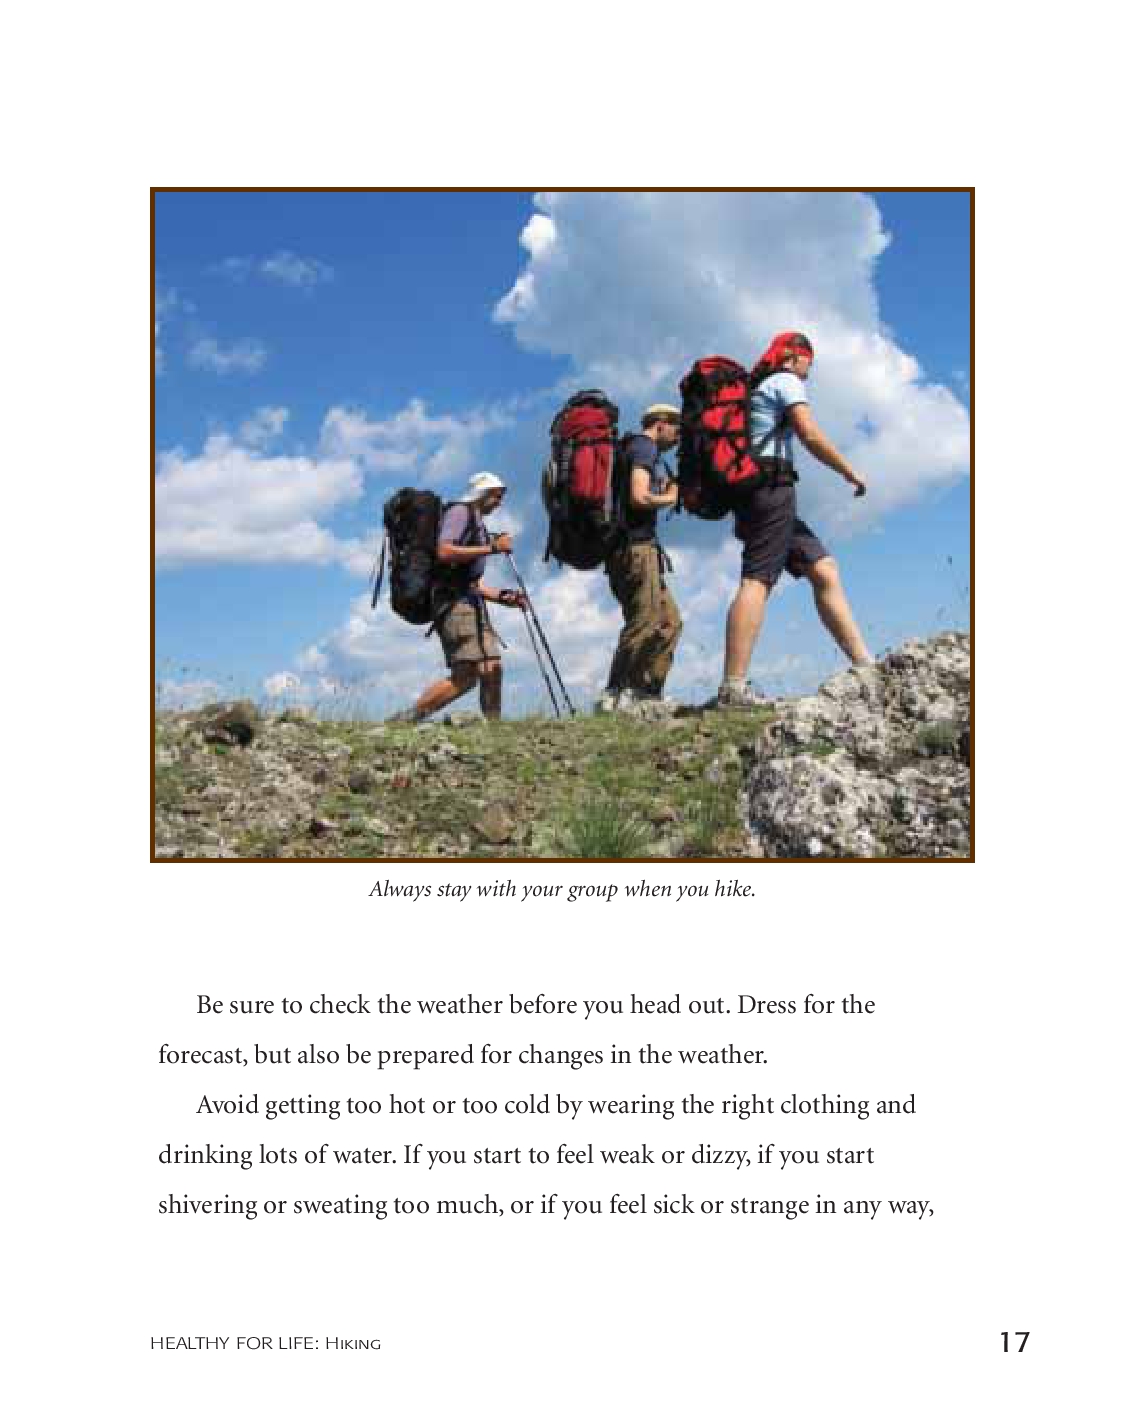 Always stay with your group when you hike.
Be sure to check the weather before you head out. Dress for the
forecast, but also be prepared for changes in the weather.
Avoid getting too hot or too cold by wearing the right clothing and
drinking lots of water. If you start to feel weak or dizzy, if you start
shivering or sweating too much, or if you feel sick or strange in any way,
HEALTHY FOR LIFE: HIKING
17